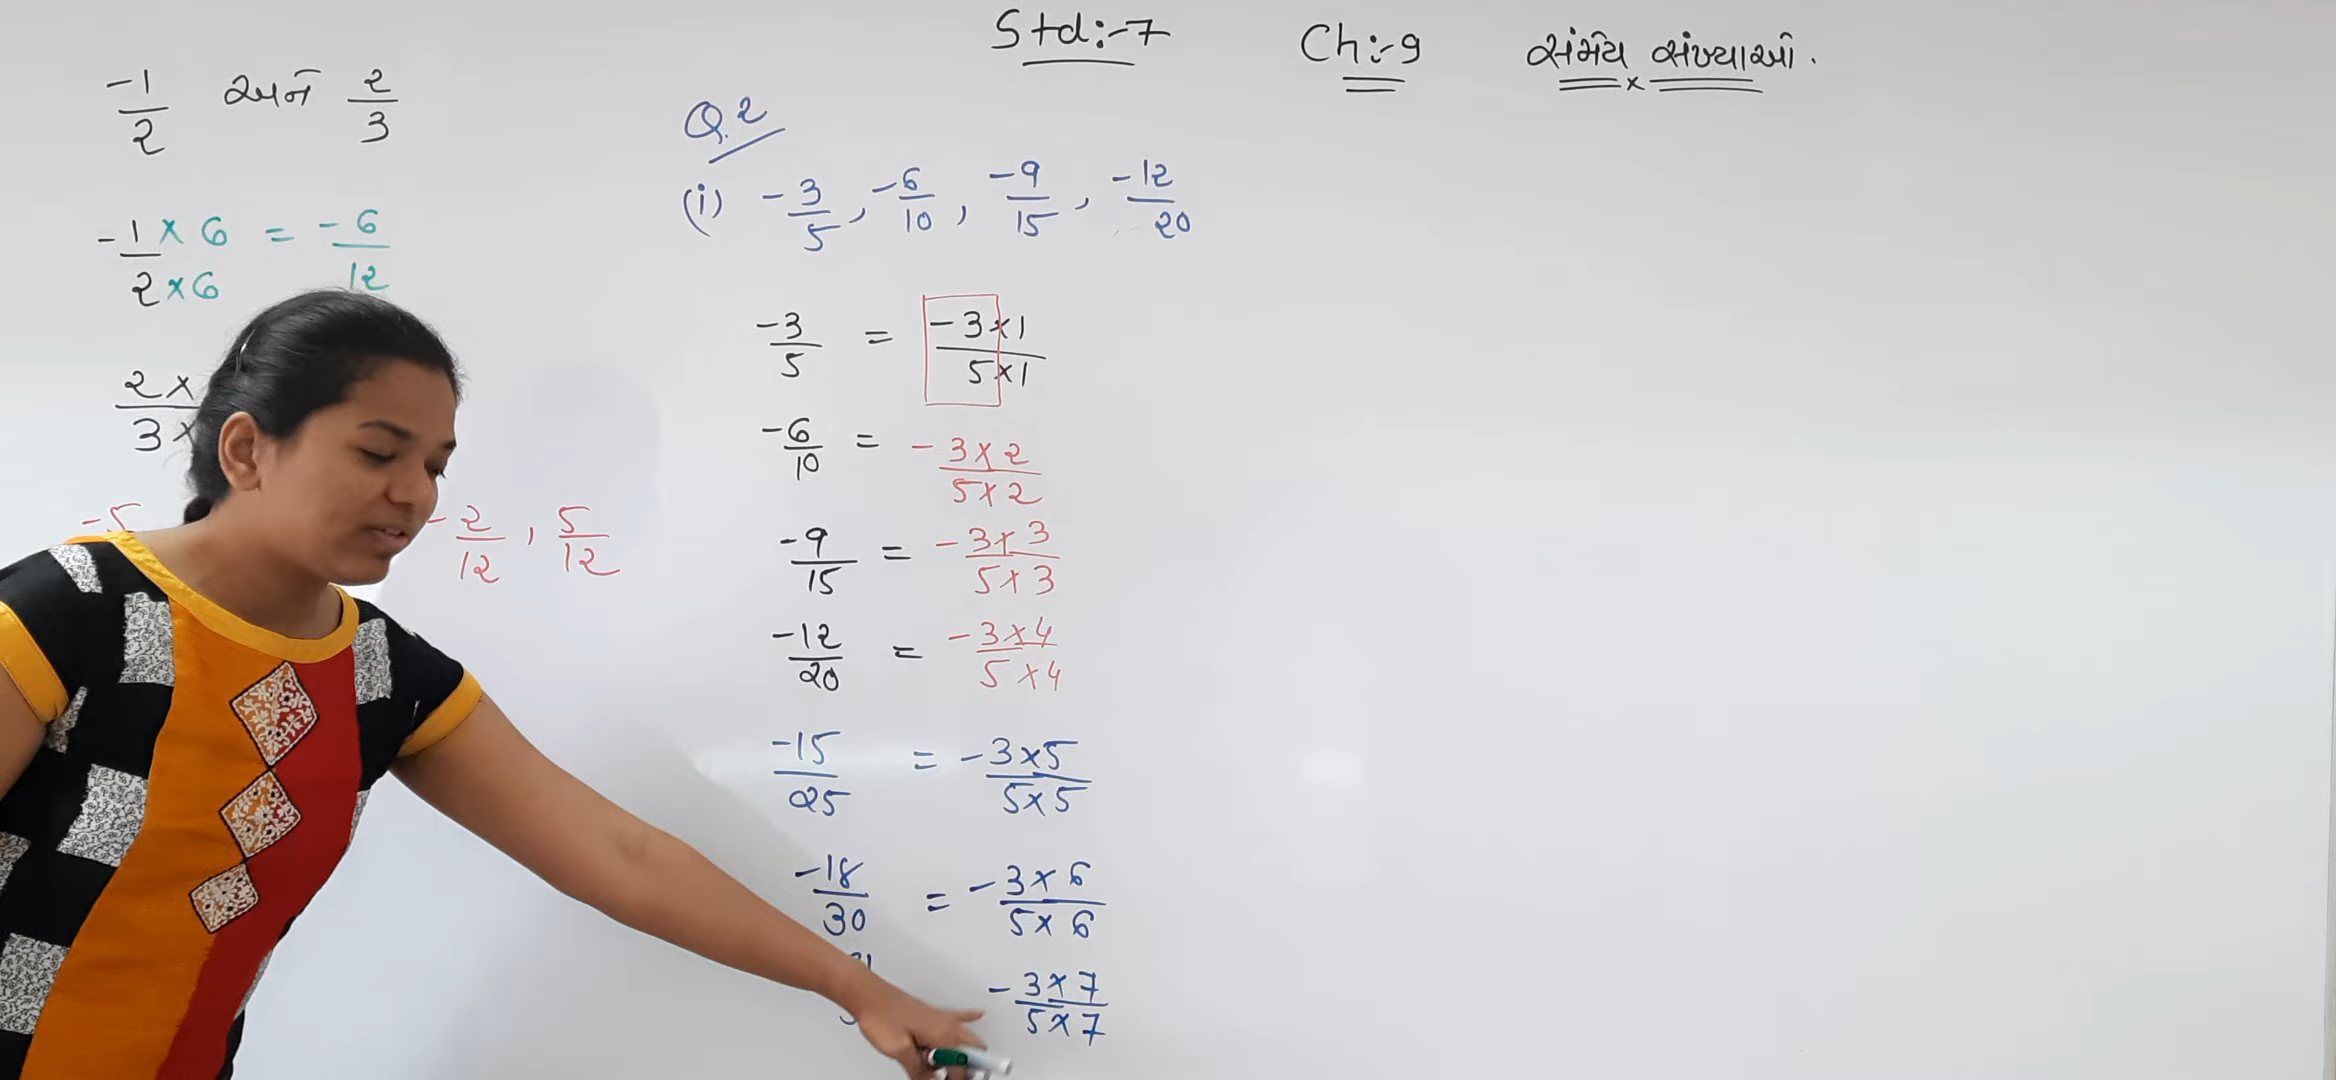 Std:-7 Ch:-9 સંમેય સંખ્યાઓ.
-1/2 અને 2/3
-1×6/2×6 = -6/12
2×/3×
-5
-2/12, 5/12
Q.2
(i) -3/5, -6/10, -9/15, -12/20
-3/5 = -3×1/5×1
-6/10 = -3×2/5×2
-9/15 = -3×3/5×3
-12/20 = -3×4/5×4
-15/25 = -3×5/5×5
-18/30 = -3×6/5×6
-3×7/5×7